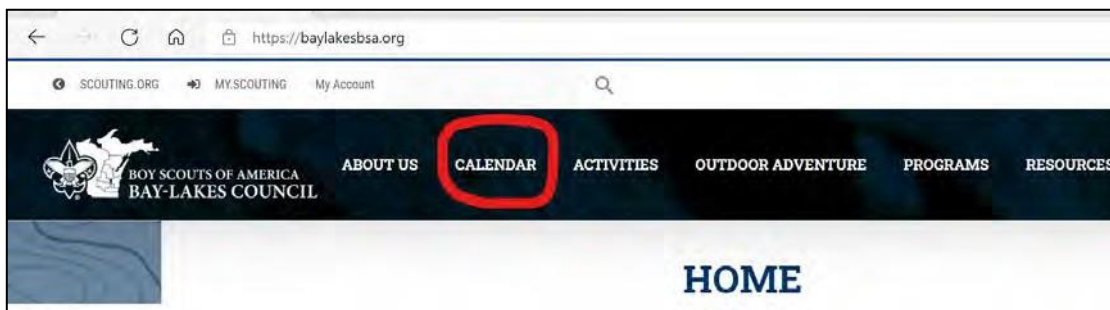 https://baylakesbsa.org
SCOUTING.ORG MY.SCOUTING My Account
BOY SCOUTS OF AMERICA
BAY-LAKES COUNCIL
ABOUT US CALENDAR ACTIVITIES OUTDOOR ADVENTURE PROGRAMS RESOURCES
HOME